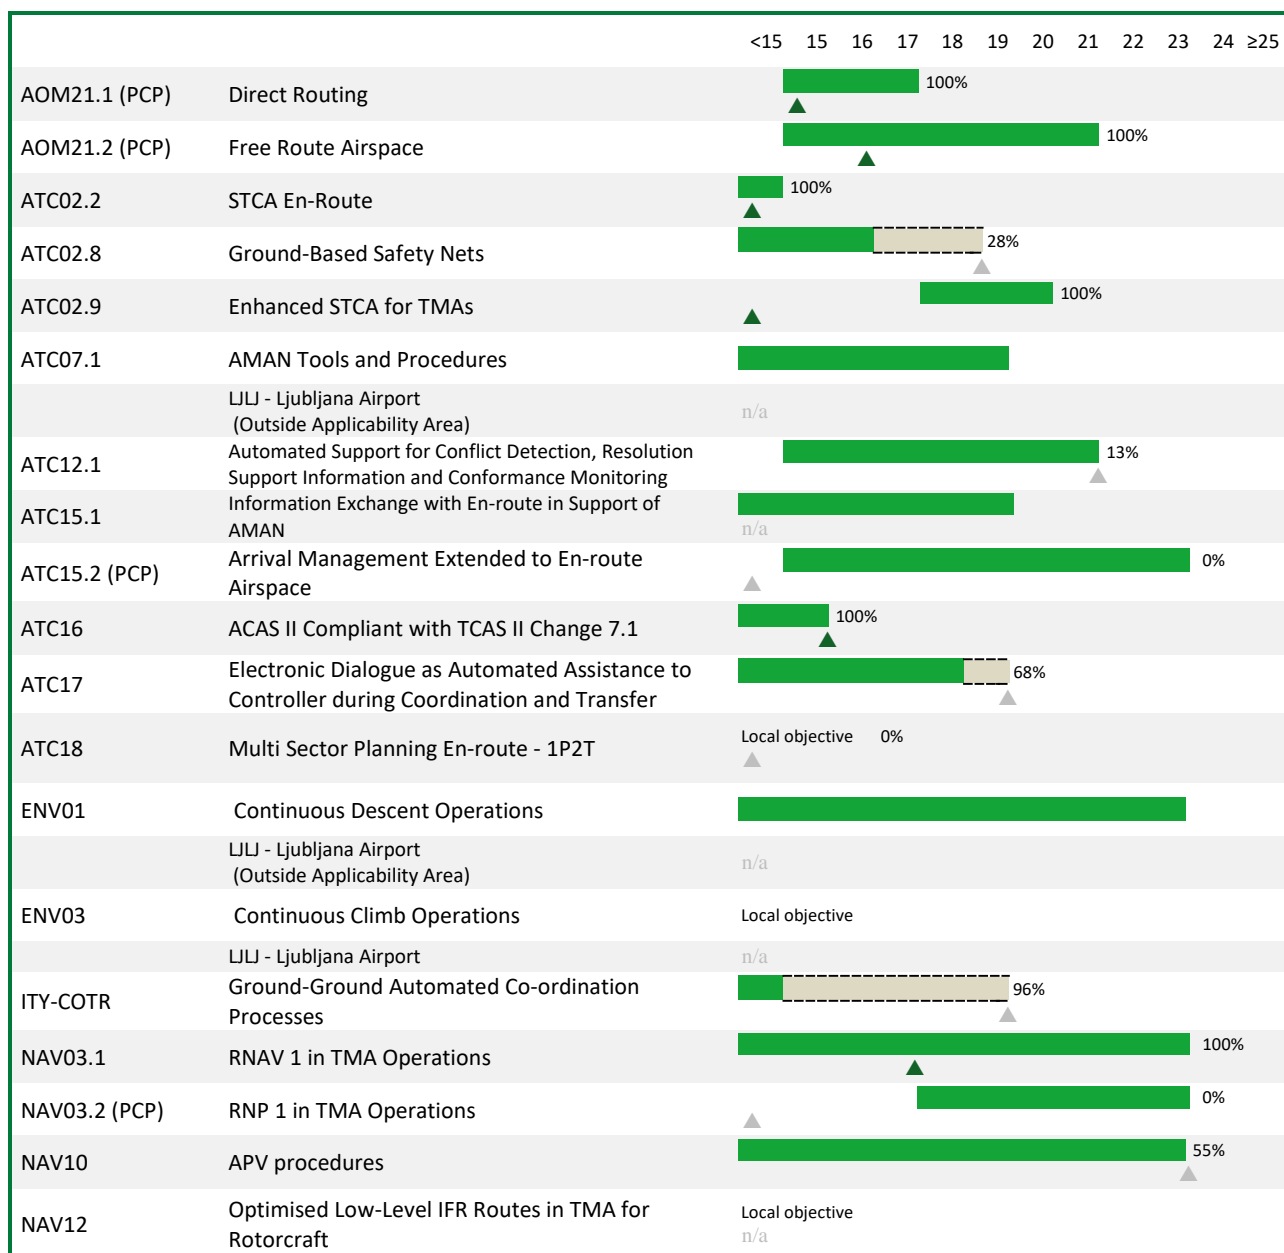 <15 15 16 17 18 19 20 21 22 23 24 ≥25
AOM21.1 (PCP) Direct Routing 100%
AOM21.2 (PCP) Free Route Airspace 100%
ATC02.2 STCA En-Route 100%
ATC02.8 Ground-Based Safety Nets 28%
ATC02.9 Enhanced STCA for TMAs 100%
ATC07.1 AMAN Tools and Procedures
LJLJ - Ljubljana Airport
(Outside Applicability Area) n/a
ATC12.1 Automated Support for Conflict Detection, Resolution 13%
Support Information and Conformance Monitoring
ATC15.1 Information Exchange with En-route in Support of
AMAN n/a
ATC15.2 (PCP) Arrival Management Extended to En-route 0%
Airspace
ATC16 ACAS II Compliant with TCAS II Change 7.1 100%
ATC17 Electronic Dialogue as Automated Assistance to 68%
Controller during Coordination and Transfer
ATC18 Multi Sector Planning En-route - 1P2T Local objective 0%
ENV01 Continuous Descent Operations
LJLJ - Ljubljana Airport
(Outside Applicability Area) n/a
ENV03 Continuous Climb Operations Local objective
LJLJ - Ljubljana Airport n/a
ITY-COTR Ground-Ground Automated Co-ordination 96%
Processes
NAV03.1 RNAV 1 in TMA Operations 100%
NAV03.2 (PCP) RNP 1 in TMA Operations 0%
NAV10 APV procedures 55%
NAV12 Optimised Low-Level IFR Routes in TMA for Local objective
Rotorcraft n/a